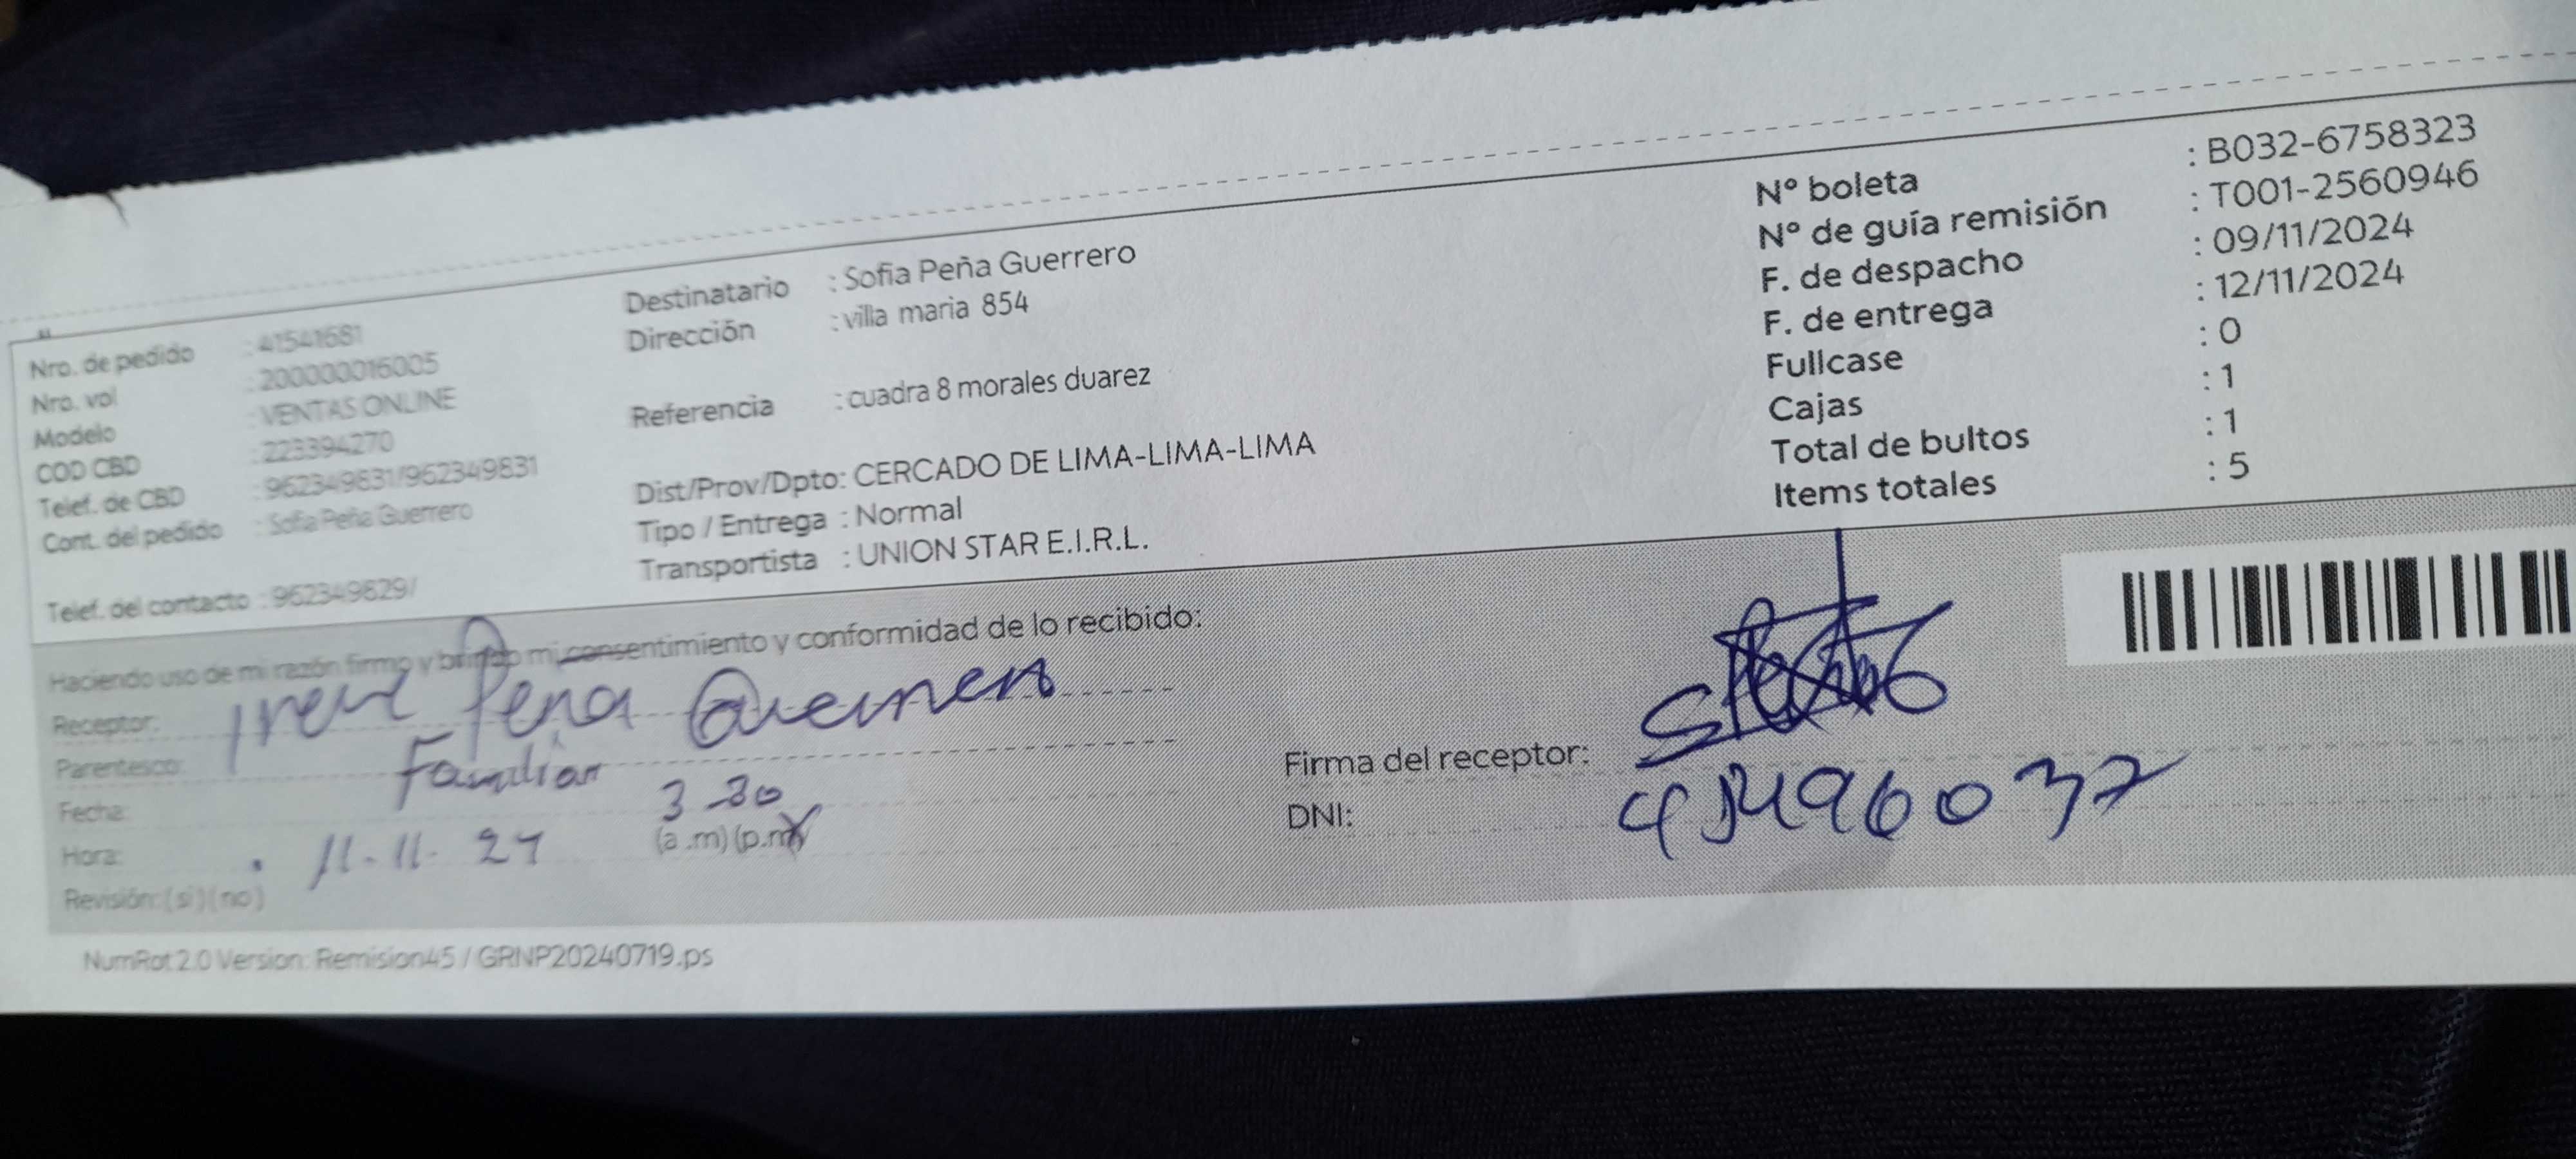 Nro. de pedido : 41541681
Nro. vol : 200000016005
Modelo : VENTAS ONLINE
COD CBD : 223394270
Telef. de CBD : 962349831/962349831
Cont. del pedido : Sofia Peña Guerrero
Telef. del contacto : 962349829/
Destinatario : Sofia Peña Guerrero
Dirección : villa maria 854
Referencia : cuadra 8 morales duarez
Dist/Prov/Dpto: CERCADO DE LIMA-LIMA-LIMA
Tipo / Entrega : Normal
Transportista : UNION STAR E.I.R.L.
Nº boleta : B032-6758323
Nº de guía remisión : T001-2560946
F. de despacho : 09/11/2024
F. de entrega : 12/11/2024
Fullcase : 0
Cajas : 1
Total de bultos : 1
Items totales : 5
Haciendo uso de mi razón firmo y brindo mi consentimiento y conformidad de lo recibido:
Receptor: Irene Peña
Parentesco: Familiar
Fecha:
Hora: 11-11-24 (a.m) (p.m)
Revisión: (si) (no)
Firma del receptor:
DNI:
NumRot 2.0 Version: Remision45 / GRNP20240719.ps